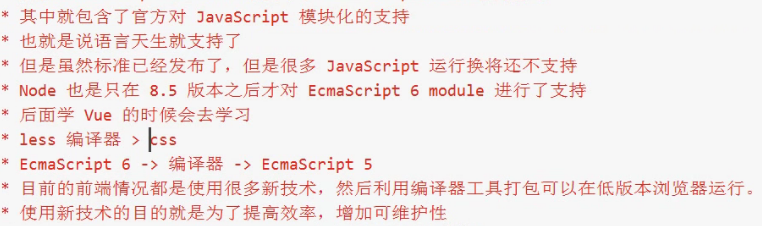 * 其中就包含了官方对 JavaScript 模块化的支持
* 也就是说语言天生就支持了
* 但是虽然标准已经发布了，但是很多 JavaScript 运行换将还不支持
* Node 也是只在 8.5 版本之后才对 EcmaScript 6 module 进行了支持
* 后面学 Vue 的时候会去学习
* less 编译器 > css
* EcmaScript 6 -> 编译器 -> EcmaScript 5
* 目前的前端情况都是使用很多新技术，然后利用编译器工具打包可以在低版本浏览器运行。
* 使用新技术的目的就是为了提高效率，增加可维护性